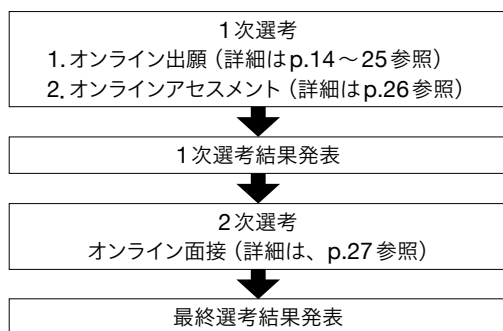 1次選考
1.オンライン出願（詳細はp.14～25参照）
2.オンラインアセスメント（詳細はp.26参照）
1次選考結果発表
2次選考
オンライン面接（詳細は、p.27参照）
最終選考結果発表